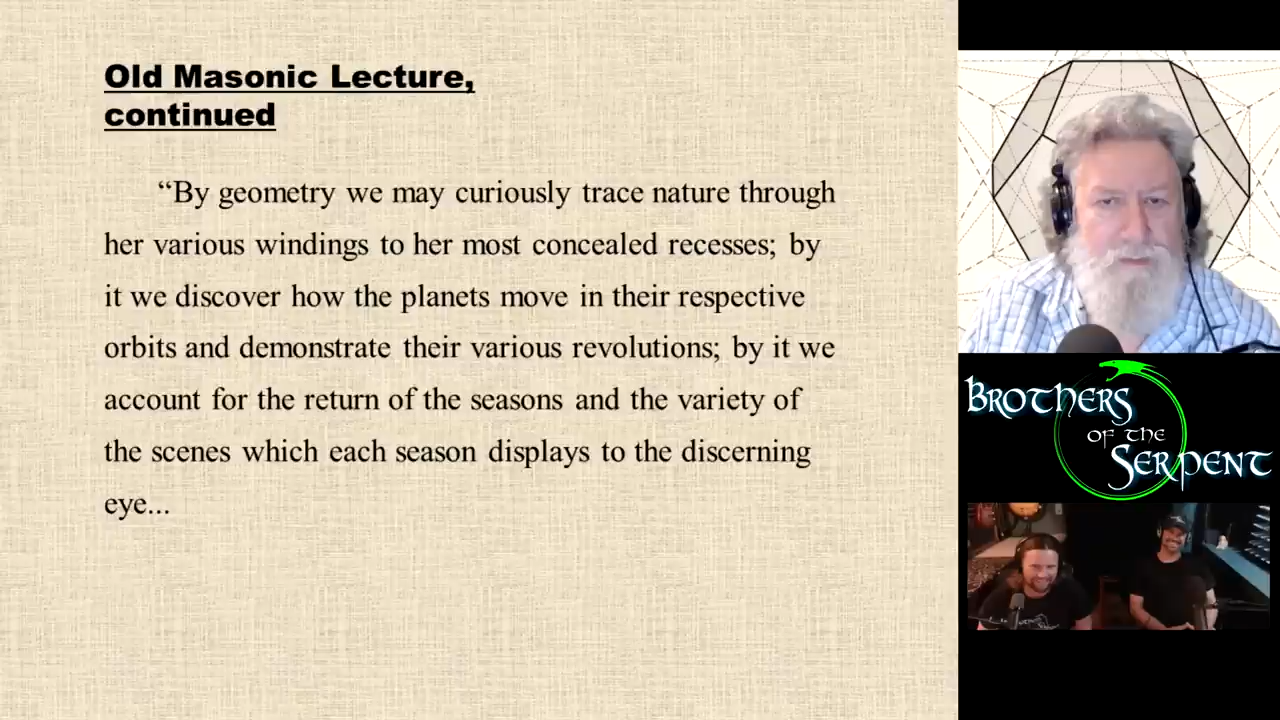 Old Masonic Lecture,
continued
“By geometry we may curiously trace nature through
her various windings to her most concealed recesses; by
it we discover how the planets move in their respective
orbits and demonstrate their various revolutions; by it we
account for the return of the seasons and the variety of
the scenes which each season displays to the discerning
eye...
Brothers
of the
Serpent